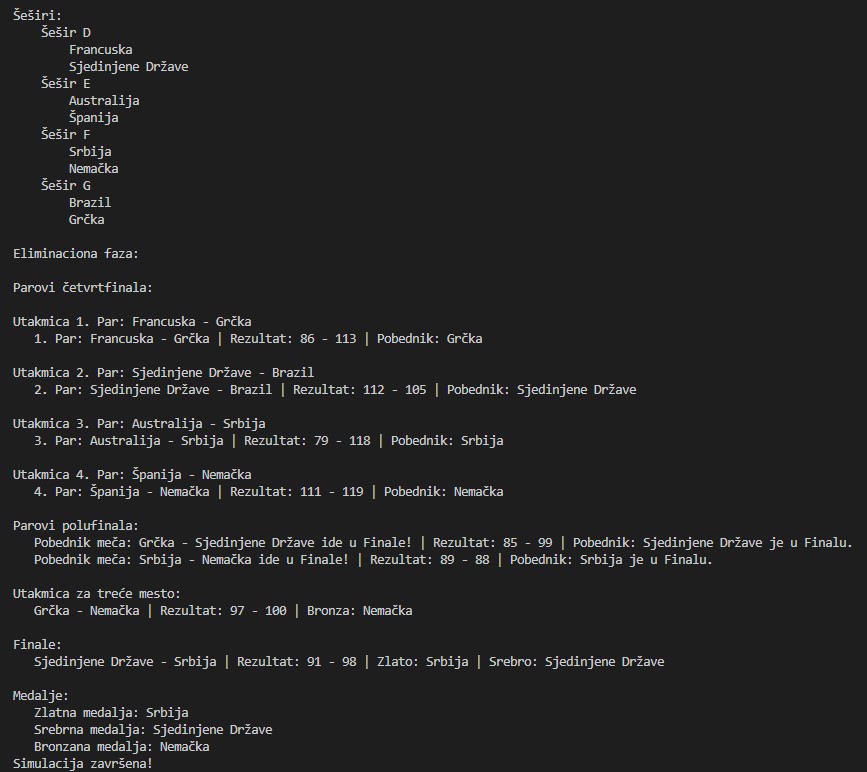 Šeširi:
Šešir D
Francuska
Sjedinjene Države
Šešir E
Australija
Španija
Šešir F
Srbija
Nemačka
Šešir G
Brazil
Grčka
Eliminaciona faza:
Parovi četvrtfinala:
Utakmica 1. Par: Francuska - Grčka
1. Par: Francuska - Grčka | Rezultat: 86 - 113 | Pobednik: Grčka
Utakmica 2. Par: Sjedinjene Države - Brazil
2. Par: Sjedinjene Države - Brazil | Rezultat: 112 - 105 | Pobednik: Sjedinjene Države
Utakmica 3. Par: Australija - Srbija
3. Par: Australija - Srbija | Rezultat: 79 - 118 | Pobednik: Srbija
Utakmica 4. Par: Španija - Nemačka
4. Par: Španija - Nemačka | Rezultat: 111 - 119 | Pobednik: Nemačka
Parovi polufinala:
Pobednik meča: Grčka - Sjedinjene Države ide u Finale! | Rezultat: 85 - 99 | Pobednik: Sjedinjene Države je u Finalu.
Pobednik meča: Srbija - Nemačka ide u Finale! | Rezultat: 89 - 88 | Pobednik: Srbija je u Finalu.
Utakmica za treće mesto:
Grčka - Nemačka | Rezultat: 97 - 100 | Bronza: Nemačka
Finale:
Sjedinjene Države - Srbija | Rezultat: 91 - 98 | Zlato: Srbija | Srebro: Sjedinjene Države
Medalje:
Zlatna medalja: Srbija
Srebrna medalja: Sjedinjene Države
Bronzana medalja: Nemačka
Simulacija završena!